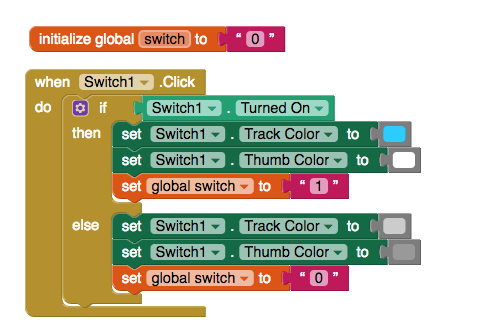 initialize global switch to " 0 "
when Switch1 .Click
do if Switch1 . Turned On
then set Switch1 . Track Color to
set Switch1 . Thumb Color to
set global switch to " 1 "
else set Switch1 . Track Color to
set Switch1 . Thumb Color to
set global switch to " 0 "